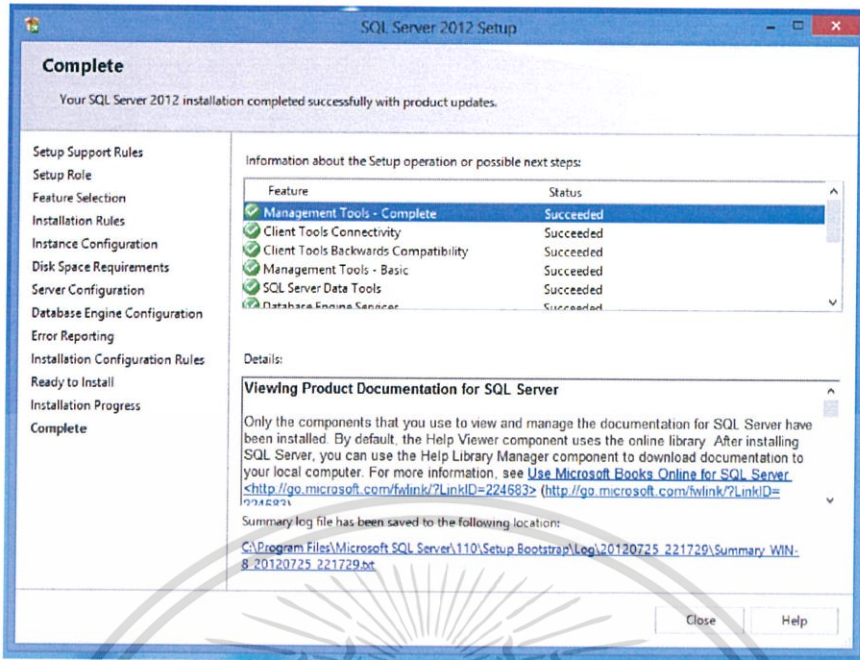 SQL Server 2012 Setup
Complete
Your SQL Server 2012 installation completed successfully with product updates.
Setup Support Rules
Setup Role
Feature Selection
Installation Rules
Instance Configuration
Disk Space Requirements
Server Configuration
Database Engine Configuration
Error Reporting
Installation Configuration Rules
Ready to Install
Installation Progress
Complete
Information about the Setup operation or possible next steps:
Feature Status
Management Tools - Complete Succeeded
Client Tools Connectivity Succeeded
Client Tools Backwards Compatibility Succeeded
Management Tools - Basic Succeeded
SQL Server Data Tools Succeeded
Database Engine Services Succeeded
Details:
Viewing Product Documentation for SQL Server
Only the components that you use to view and manage the documentation for SQL Server have
been installed. By default, the Help Viewer component uses the online library. After installing
SQL Server, you can use the Help Library Manager component to download documentation to
your local computer. For more information, see Use Microsoft Books Online for SQL Server
<http://go.microsoft.com/fwlink/?LinkID=224683> (http://go.microsoft.com/fwlink/?LinkID=
224683)
Summary log file has been saved to the following location:
C:\Program Files\Microsoft SQL Server\110\Setup Bootstrap\Log\20120725_221729\Summary_WIN-
8_20120725_221729.txt
Close Help